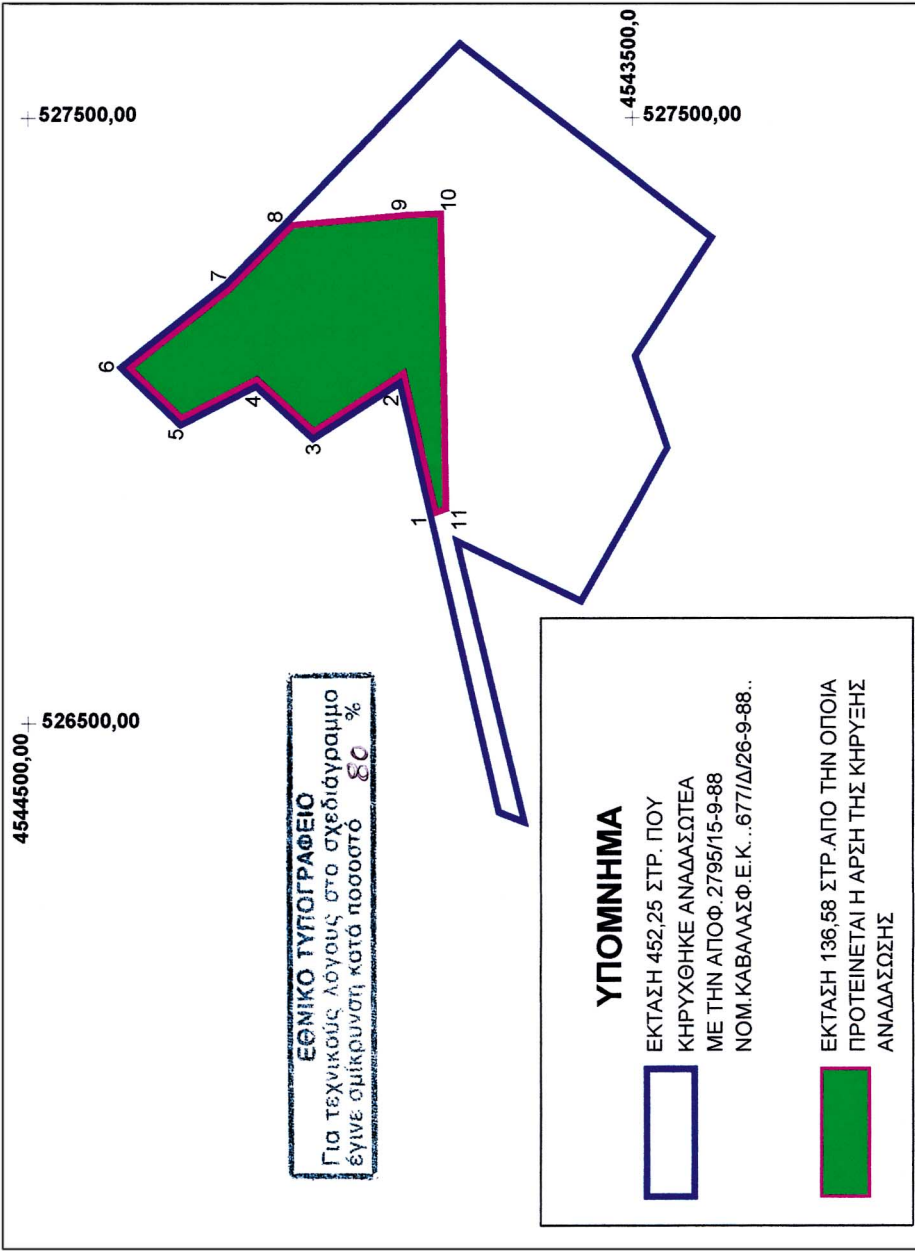 4544500,00
526500,00
527500,00
4543500,0
527500,00
6
7
8
5
4
3
2
9
10
1
11
ΕΘΝΙΚΟ ΤΥΠΟΓΡΑΦΕΙΟ
Για τεχνικούς λόγους στο σχεδιάγραμμο
έγινε σμίκρυνση κατά ποσοστό 80 %
ΥΠΟΜΝΗΜΑ
ΕΚΤΑΣΗ 452,25 ΣΤΡ. ΠΟΥ
ΚΗΡΥΧΘΗΚΕ ΑΝΑΔΑΣΩΤΕΑ
ΜΕ ΤΗΝ ΑΠΟΦ. 2795/15-9-88
ΝΟΜ.ΚΑΒΑΛΑΣΦ.Ε.Κ. ..677/Δ/26-9-88..
ΕΚΤΑΣΗ 136,58 ΣΤΡ.ΑΠΟ ΤΗΝ ΟΠΟΙΑ
ΠΡΟΤΕΙΝΕΤΑΙ Η ΑΡΣΗ ΤΗΣ ΚΗΡΥΞΗΣ
ΑΝΑΔΑΣΩΣΗΣ